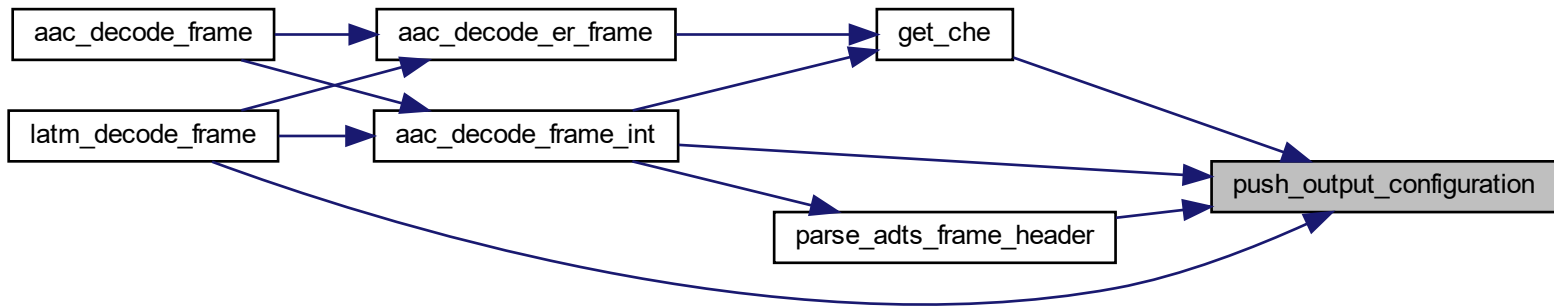 aac_decode_frame
aac_decode_er_frame
get_che
latm_decode_frame
aac_decode_frame_int
push_output_configuration
parse_adts_frame_header